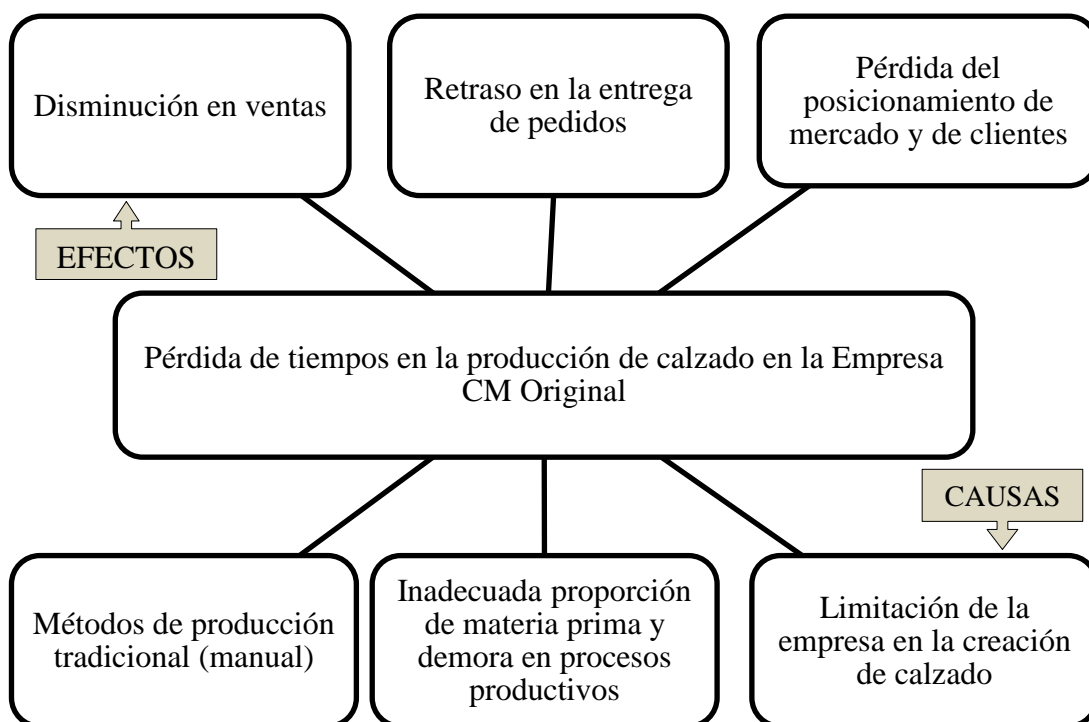 Disminución en ventas
Retraso en la entrega
de pedidos
Pérdida del
posicionamiento de
mercado y de clientes
EFECTOS
Pérdida de tiempos en la producción de calzado en la Empresa
CM Original
CAUSAS
Métodos de producción
tradicional (manual)
Inadecuada proporción
de materia prima y
demora en procesos
productivos
Limitación de la
empresa en la creación
de calzado